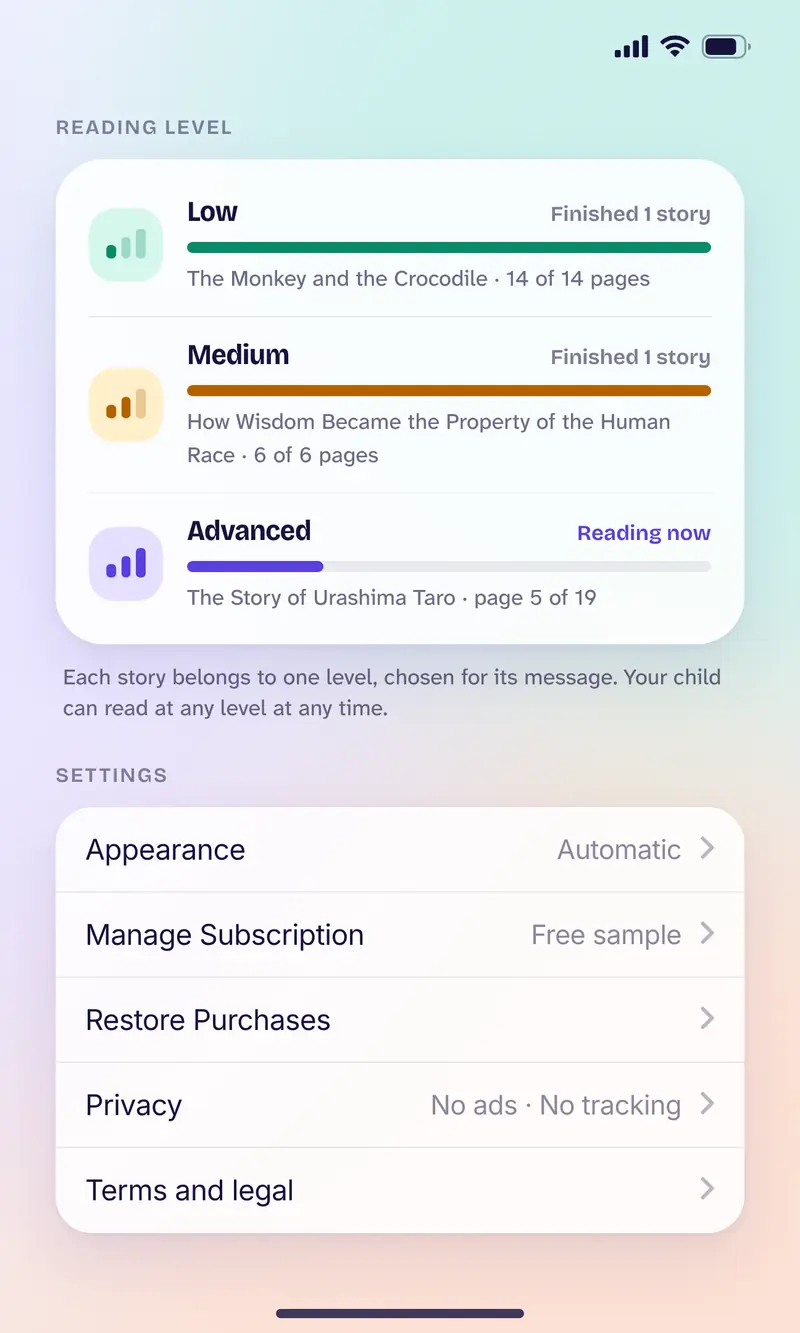 READING LEVEL
Low
Finished 1 story
The Monkey and the Crocodile · 14 of 14 pages
Medium
Finished 1 story
How Wisdom Became the Property of the Human
Race · 6 of 6 pages
Advanced
Reading now
The Story of Urashima Taro · page 5 of 19
Each story belongs to one level, chosen for its message. Your child
can read at any level at any time.
SETTINGS
Appearance
Automatic
Manage Subscription
Free sample
Restore Purchases
Privacy
No ads · No tracking
Terms and legal